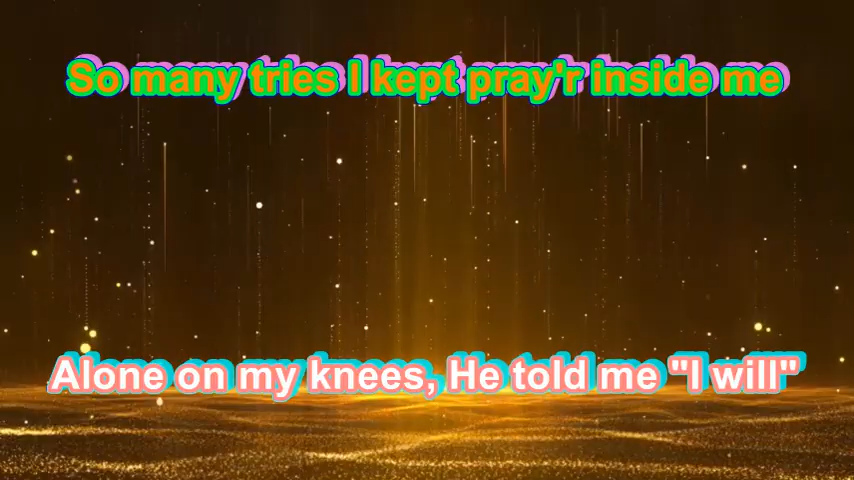 So many tries I kept pray'r inside me
Alone on my knees, He told me "I will"